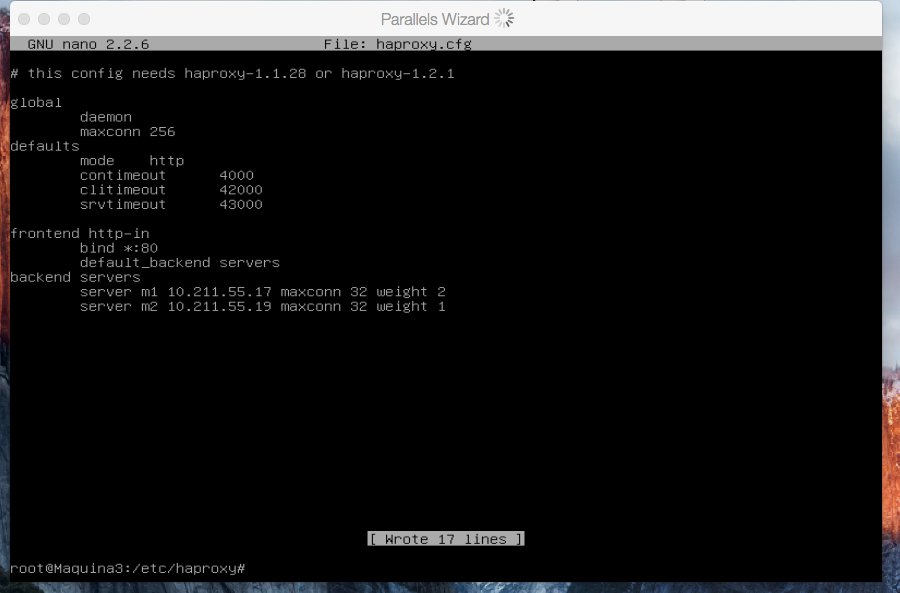 Parallels Wizard
GNU nano 2.2.6 File: haproxy.cfg
# this config needs haproxy-1.1.28 or haproxy-1.2.1
global
daemon
maxconn 256
defaults
mode http
contimeout 4000
clitimeout 42000
srvtimeout 43000
frontend http-in
bind *:80
default_backend servers
backend servers
server m1 10.211.55.17 maxconn 32 weight 2
server m2 10.211.55.19 maxconn 32 weight 1
[ Wrote 17 lines ]
root@Maquina3:/etc/haproxy#